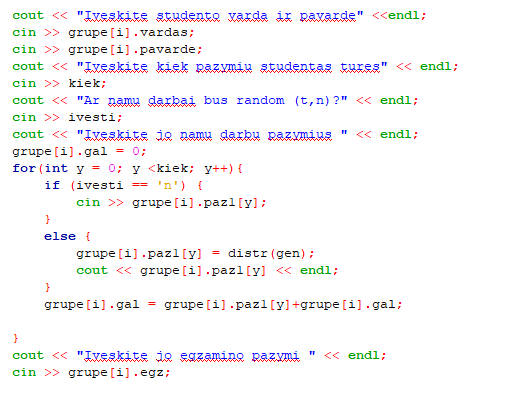 cout << "Iveskite studento varda ir pavarde" <<endl;
cin >> grupe[i].vardas;
cin >> grupe[i].pavarde;
cout << "Iveskite kiek pazymiu studentas tures" << endl;
cin >> kiek;
cout << "Ar namu darbai bus random (t,n)?" << endl;
cin >> ivesti;
cout << "Iveskite jo namu darbu pazymius " << endl;
grupe[i].gal = 0;
for(int y = 0; y <kiek; y++){
    if (ivesti == 'n') {
        cin >> grupe[i].paz1[y];
    }
    else {
        grupe[i].paz1[y] = distr(gen);
        cout << grupe[i].paz1[y] << endl;
    }
    grupe[i].gal = grupe[i].paz1[y]+grupe[i].gal;
}
cout << "Iveskite jo egzamino pazymi " << endl;
cin >> grupe[i].egz;